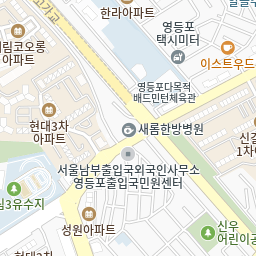 한라아파트
영등포
택시미터
코오롱
아파트
이스트우드
영등포다목적
배드민턴체육관
현대3차
아파트
새롬한방병원
신길
1차
서울남부출입국외국인사무소
영등포출입국민원센터
림3유수지
성원아파트
신우
어린이공